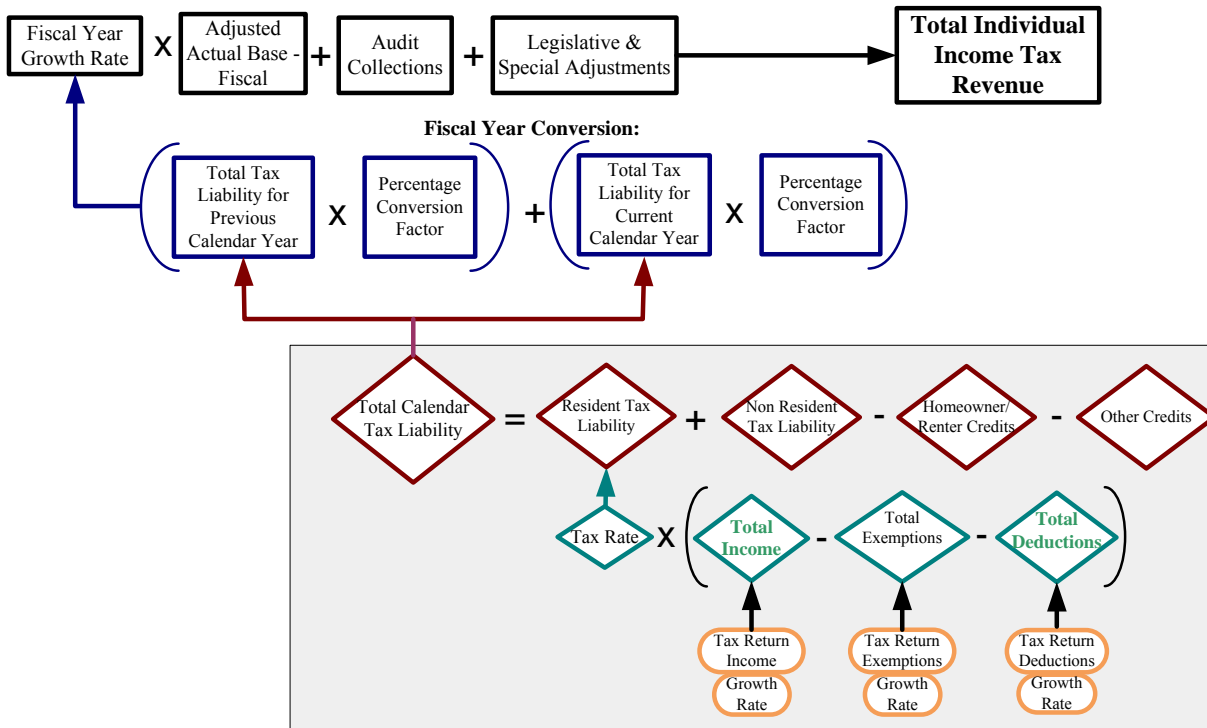 Fiscal Year
Growth Rate
X
Adjusted
Actual Base -
Fiscal
+
Audit
Collections
+
Legislative &
Special Adjustments
Total Individual
Income Tax
Revenue
Fiscal Year Conversion:
Total Tax
Liability for
Previous
Calendar Year
X
Percentage
Conversion
Factor
+
Total Tax
Liability for
Current
Calendar Year
X
Percentage
Conversion
Factor
Total Calendar
Tax Liability
=
Resident Tax
Liability
+
Non Resident
Tax Liability
-
Homeowner/
Renter Credits
-
Other Credits
Tax Rate
X
Total
Income
-
Total
Exemptions
-
Total
Deductions
Tax Return
Income
Growth
Rate
Tax Return
Exemptions
Growth
Rate
Tax Return
Deductions
Growth
Rate